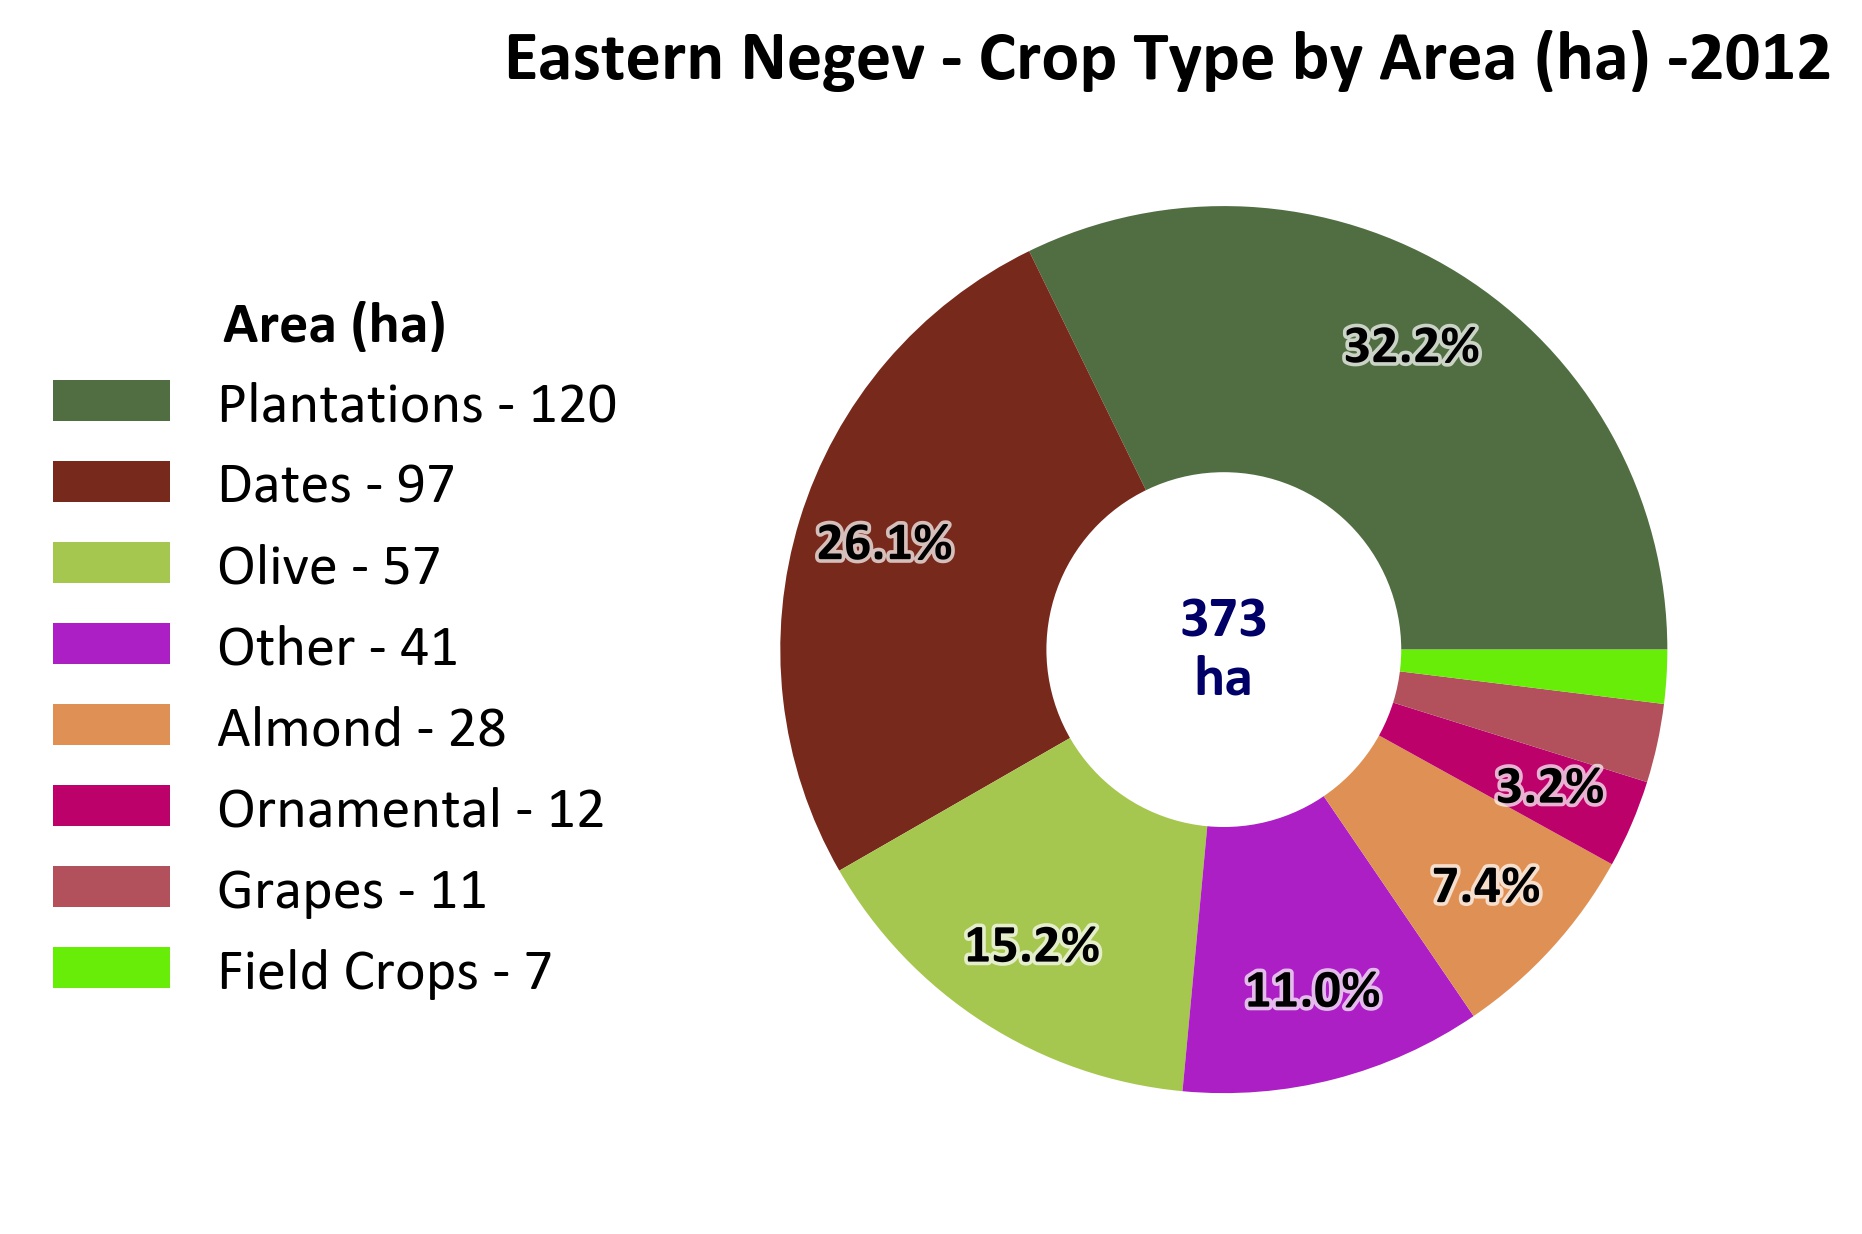 Eastern Negev - Crop Type by Area (ha) -2012
Area (ha)
Plantations - 120
Dates - 97
Olive - 57
Other - 41
Almond - 28
Ornamental - 12
Grapes - 11
Field Crops - 7
32.2%
26.1%
373
ha
3.2%
7.4%
15.2%
11.0%